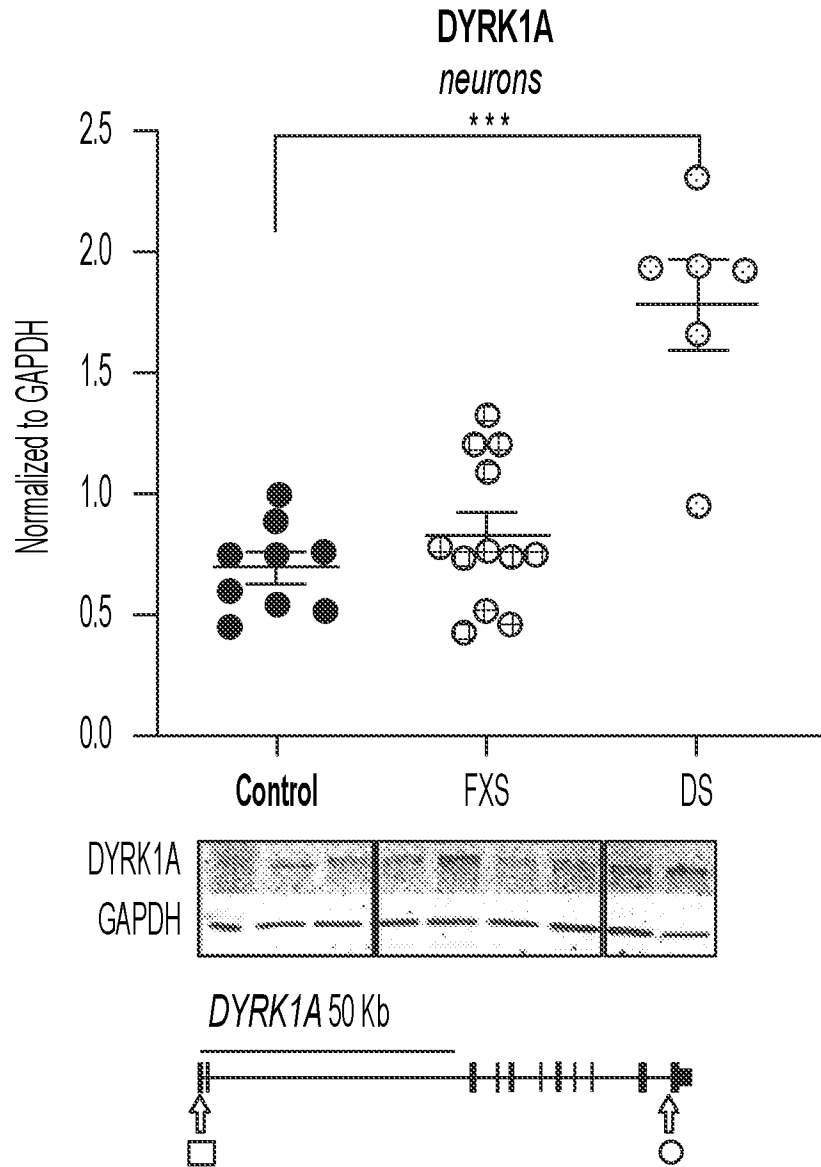 DYRK1A
neurons
***
2.5
2.0
1.5
1.0
0.5
0.0
Normalized to GAPDH
Control FXS DS
DYRK1A
GAPDH
DYRK1A 50 Kb